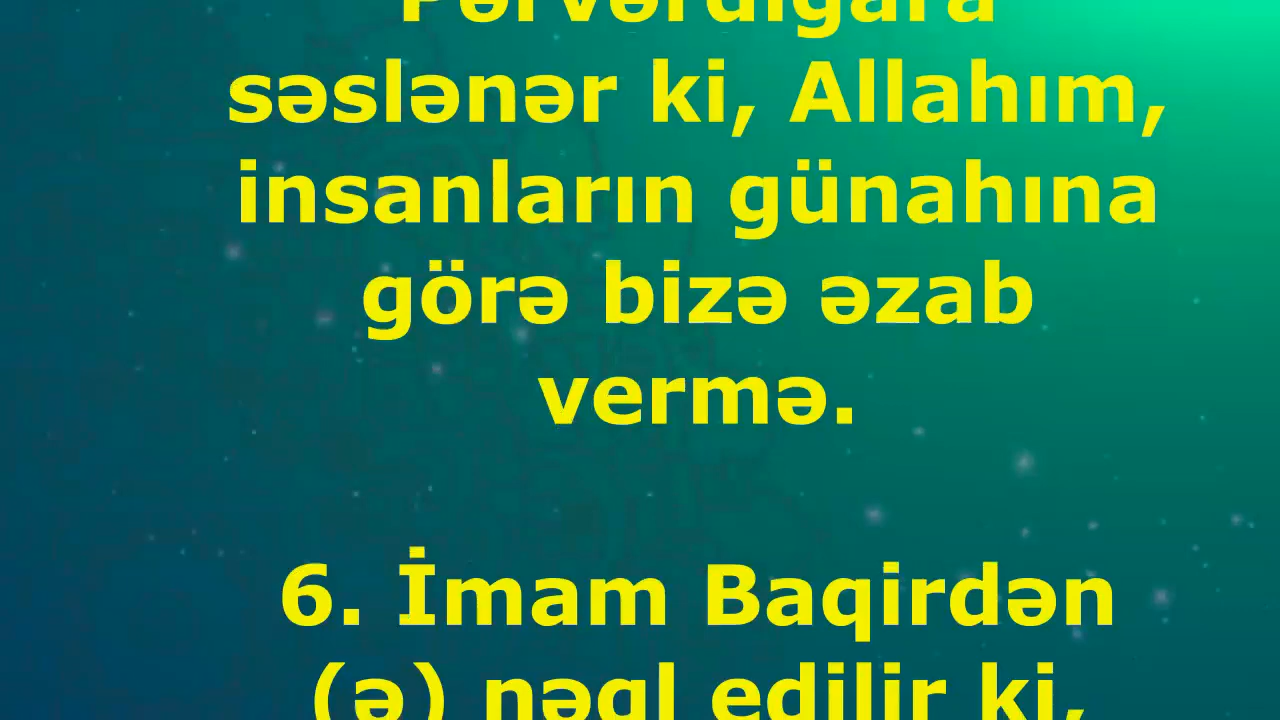 Pərvərdigara
səslənər ki, Allahım,
insanların günahına
görə bizə əzab
vermə.
6. İmam Baqirdən
(ə) nəql edilir ki,